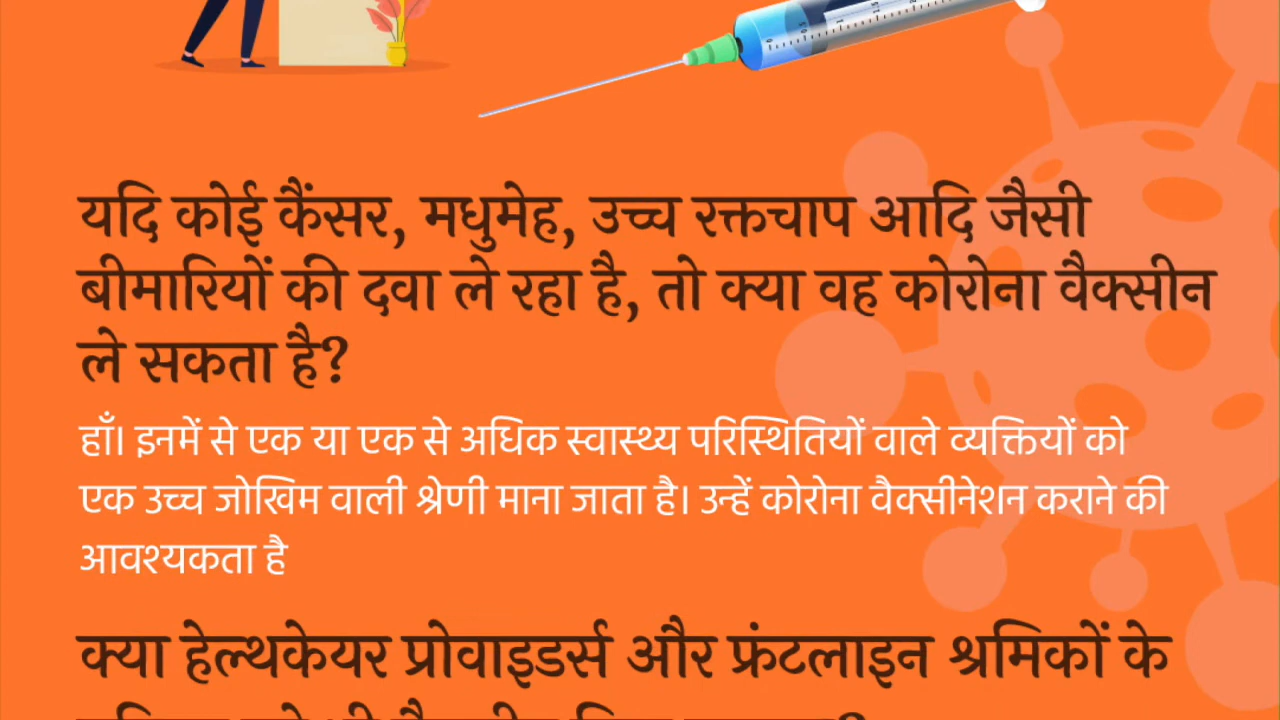 यदि कोई कैंसर, मधुमेह, उच्च रक्तचाप आदि जैसी
बीमारियों की दवा ले रहा है, तो क्या वह कोरोना वैक्सीन
ले सकता है?
हाँ। इनमें से एक या एक से अधिक स्वास्थ्य परिस्थितियों वाले व्यक्तियों को
एक उच्च जोखिम वाली श्रेणी माना जाता है। उन्हें कोरोना वैक्सीनेशन कराने की
आवश्यकता है
क्या हेल्थकेयर प्रोवाइडर्स और फ्रंटलाइन श्रमिकों के